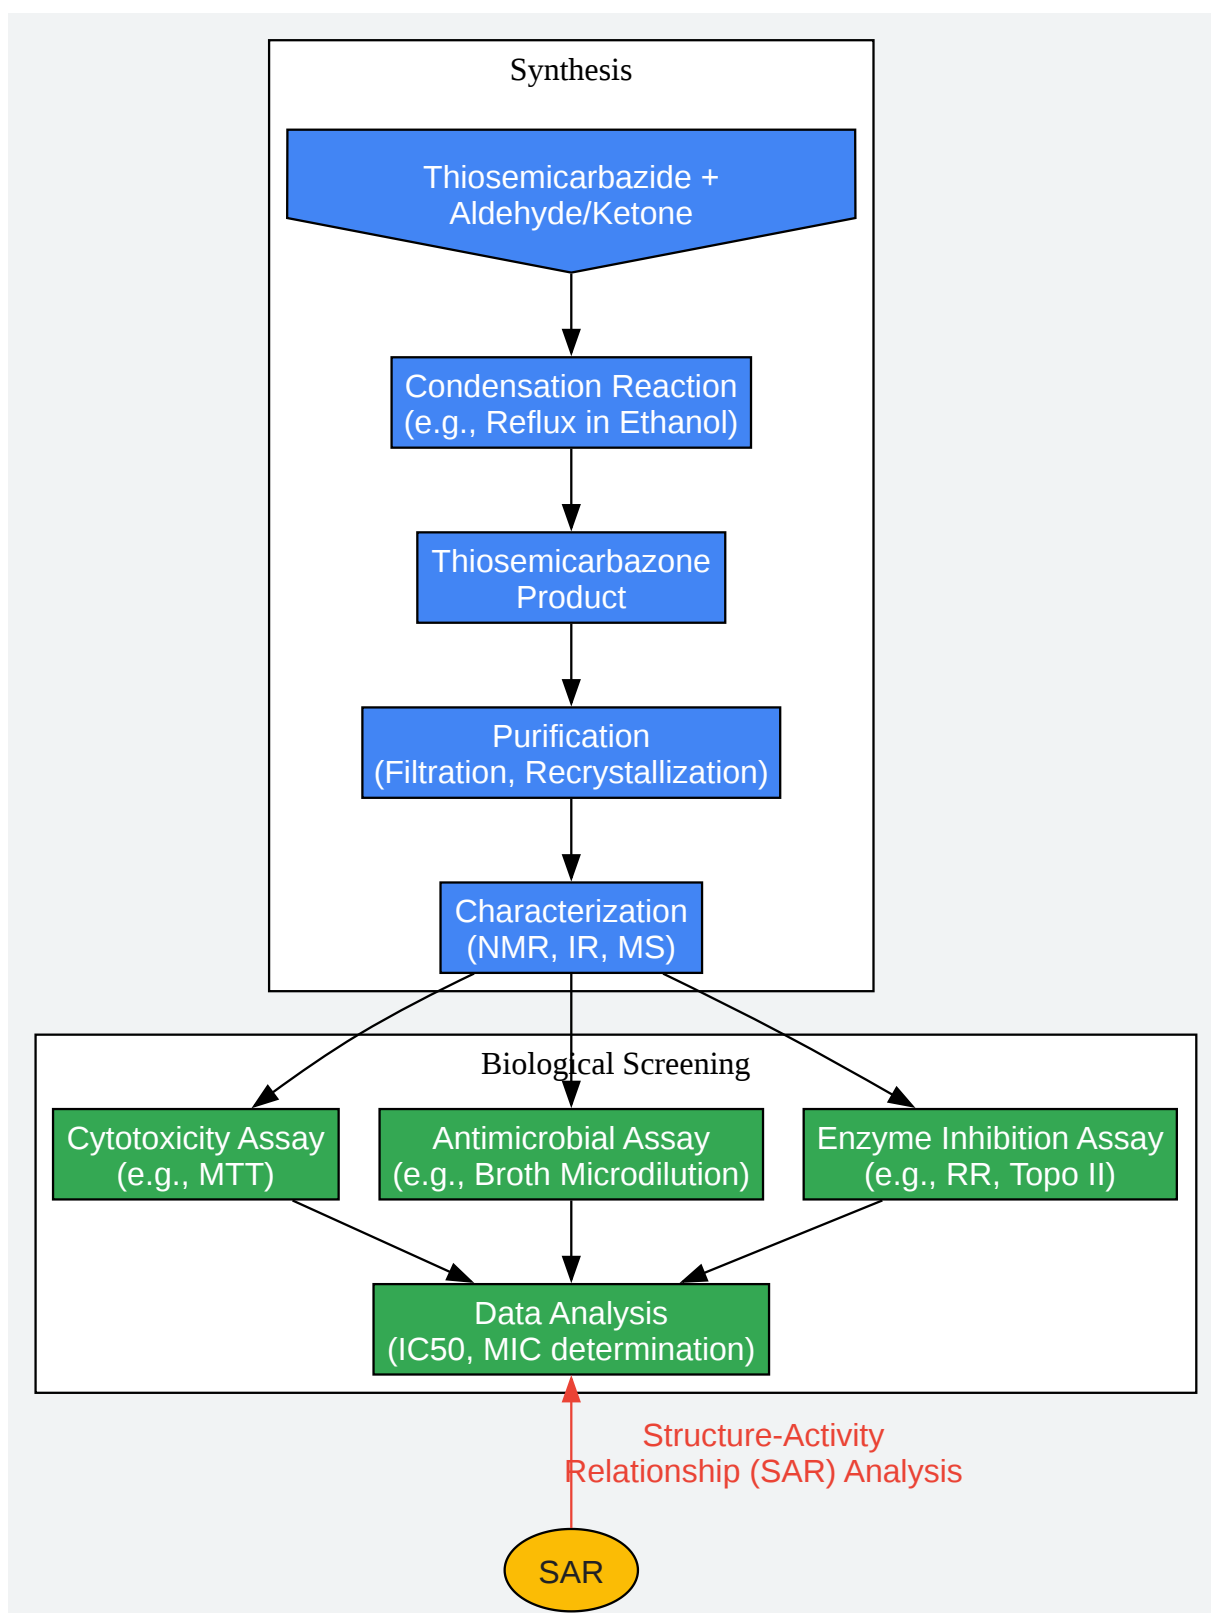 Synthesis
Thiosemicarbazide +
Aldehyde/Ketone
Condensation Reaction
(e.g., Reflux in Ethanol)
Thiosemicarbazone
Product
Purification
(Filtration, Recrystallization)
Characterization
(NMR, IR, MS)
Biological Screening
Cytotoxicity Assay
(e.g., MTT)
Antimicrobial Assay
(e.g., Broth Microdilution)
Enzyme Inhibition Assay
(e.g., RR, Topo II)
Data Analysis
(IC50, MIC determination)
Structure-Activity
Relationship (SAR) Analysis
SAR